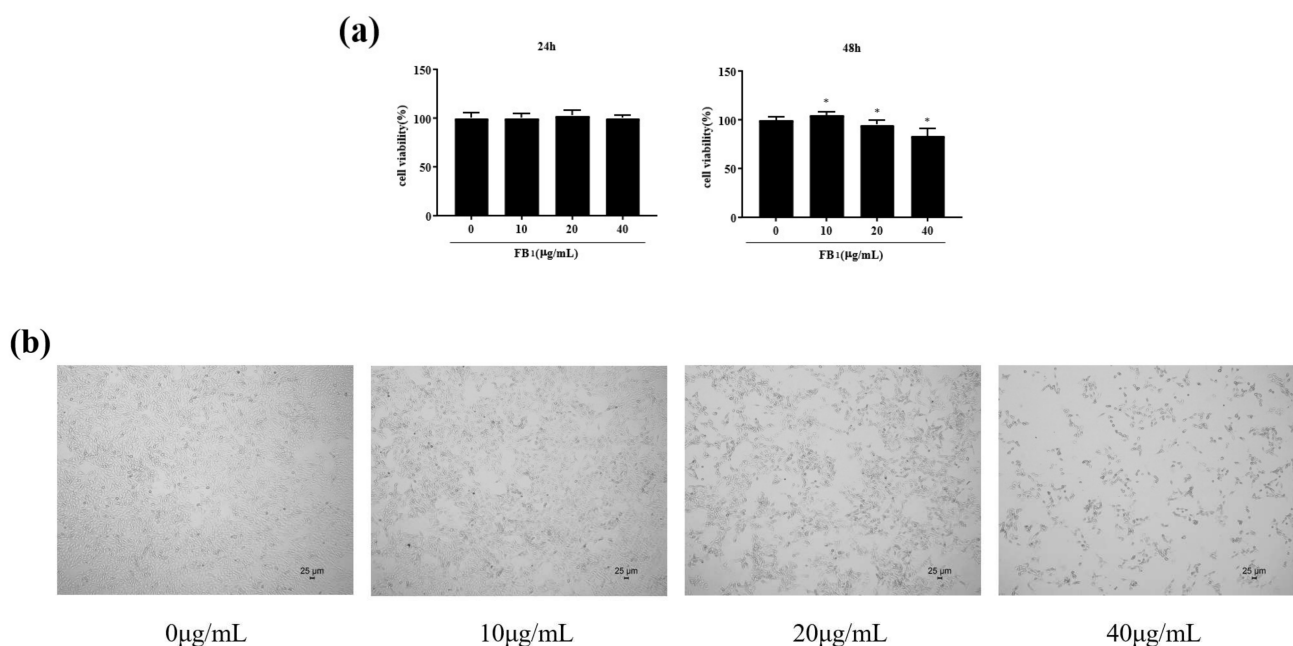 (a)
24h
150
100
50
0
cell viability(%)
0 10 20 40
FB1(μg/mL)
48h
150
100
50
0
cell viability(%)
* * *
0 10 20 40
FB1(μg/mL)
(b)
25 μm
25 μm
25 μm
25 μm
0μg/mL 10μg/mL 20μg/mL 40μg/mL